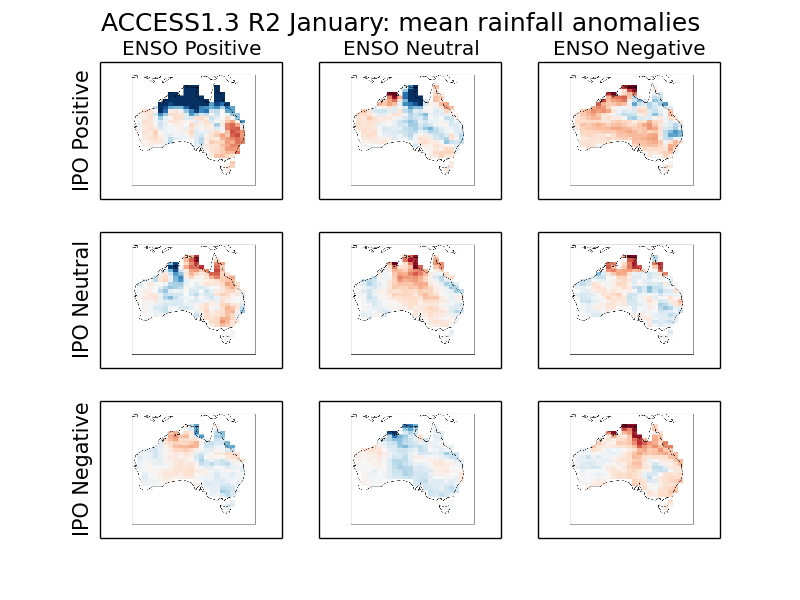 ACCESS1.3 R2 January: mean rainfall anomalies
ENSO Positive
ENSO Neutral
ENSO Negative
IPO Positive
IPO Neutral
IPO Negative